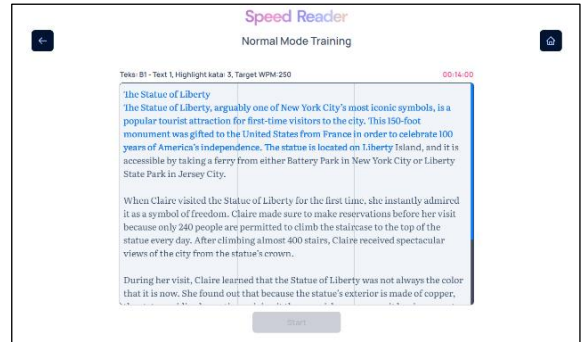 Speed Reader
Normal Mode Training
Teks: B1 - Text 1, Highlight kata: 3, Target WPM: 250
00:14:00
The Statue of Liberty
The Statue of Liberty, arguably one of New York City's most iconic symbols, is a
popular tourist attraction for first-time visitors to the city. This 150-foot
monument was gifted to the United States from France in order to celebrate 100
years of America's independence. The statue is located on Liberty Island, and it is
accessible by taking a ferry from either Battery Park in New York City or Liberty
State Park in Jersey City.
When Claire visited the Statue of Liberty for the first time, she instantly admired
it as a symbol of freedom. Claire made sure to make reservations before her visit
because only 240 people are permitted to climb the staircase to the top of the
statue every day. After climbing almost 400 stairs, Claire received spectacular
views of the city from the statue's crown.
During her visit, Claire learned that the Statue of Liberty was not always the color
that it is now. She found out that because the statue's exterior is made of copper,
Start